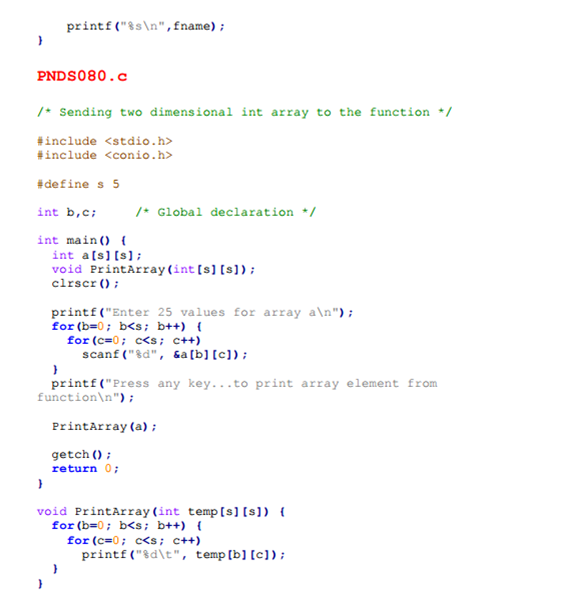 printf("%s\n",fname);
}
PNDS080.c
/* Sending two dimensional int array to the function */
#include <stdio.h>
#include <conio.h>
#define s 5
int b,c;     /* Global declaration */
int main() {
  int a[s][s];
  void PrintArray(int[s][s]);
  clrscr();
  printf("Enter 25 values for array a\n");
  for(b=0; b<s; b++) {
    for(c=0; c<s; c++)
      scanf("%d", &a[b][c]);
  }
  printf("Press any key...to print array element from
function\n");
  PrintArray(a);
  getch();
  return 0;
}
void PrintArray(int temp[s][s]) {
  for(b=0; b<s; b++) {
    for(c=0; c<s; c++)
      printf("%d\t", temp[b][c]);
  }
}